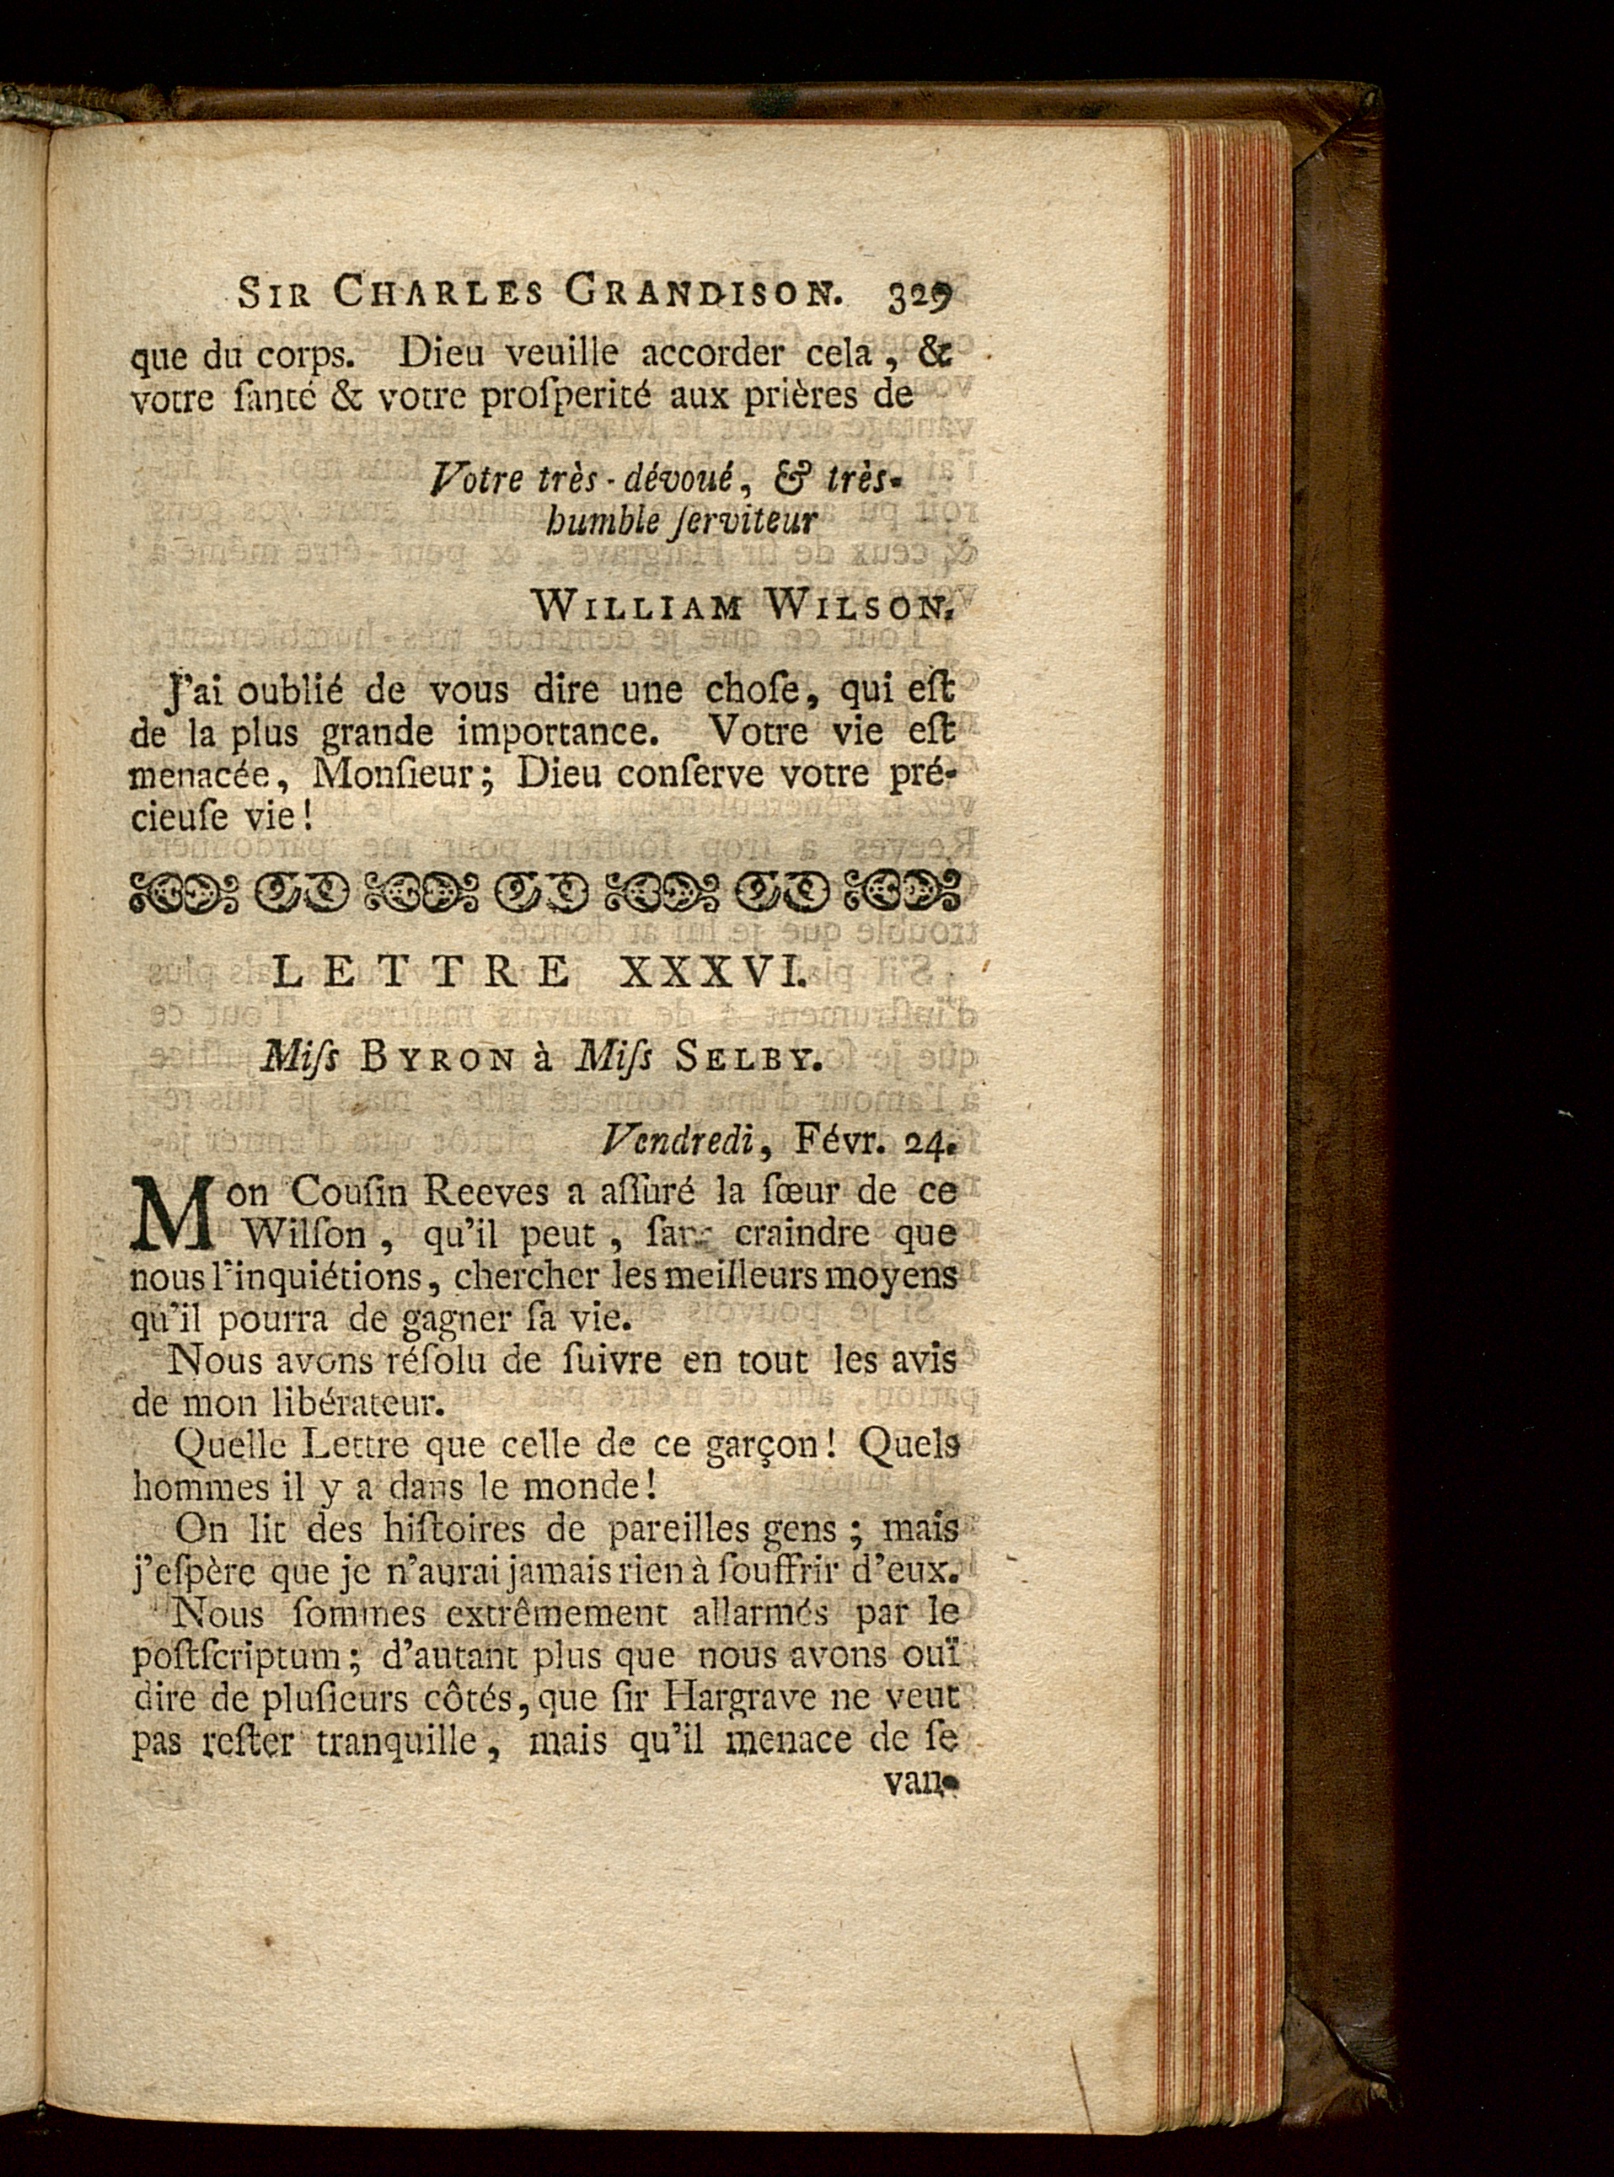 SIR CHARLES GRANDISON. 329
que du corps. Dieu veuille accorder cela, &
votre ſanté & votre proſperité aux prières de
Votre très-dévoué, & très-
humble ſerviteur
WILLIAM WILSON.
J'ai oublié de vous dire une choſe, qui eſt
de la plus grande importance. Votre vie eſt
menacée, Monſieur; Dieu conſerve votre pré-
cieuſe vie!
LETTRE XXXVI.
Miſs BYRON à Miſs SELBY.
Vendredi, Févr. 24.
Mon Couſin Reeves a aſſuré la ſœur de ce
Wilſon, qu'il peut, ſans craindre que
nous l'inquiétions, chercher les meilleurs moyens
qu'il pourra de gagner ſa vie.
Nous avons réſolu de ſuivre en tout les avis
de mon libérateur.
Quelle Lettre que celle de ce garçon! Quels
hommes il y a dans le monde!
On lit des hiſtoires de pareilles gens; mais
j'eſpère que je n'aurai jamais rien à ſouffrir d'eux.
Nous ſommes extrêmement allarmés par le
poſtſcriptum; d'autant plus que nous avons ouï
dire de pluſieurs côtés, que ſir Hargrave ne veut
pas reſter tranquille, mais qu'il menace de ſe
van-